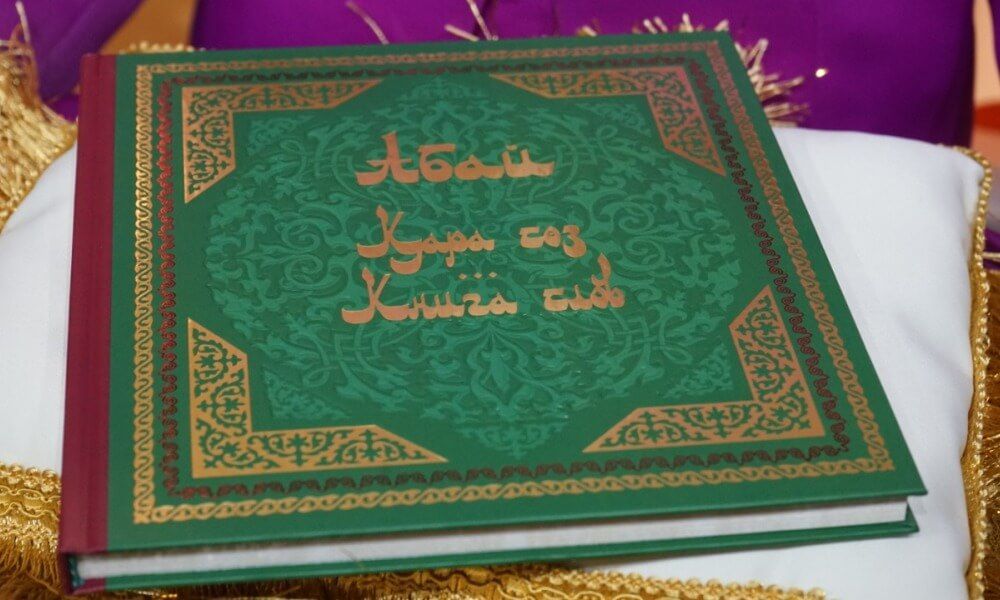 Абай
Қара сөз
...
Книга слов